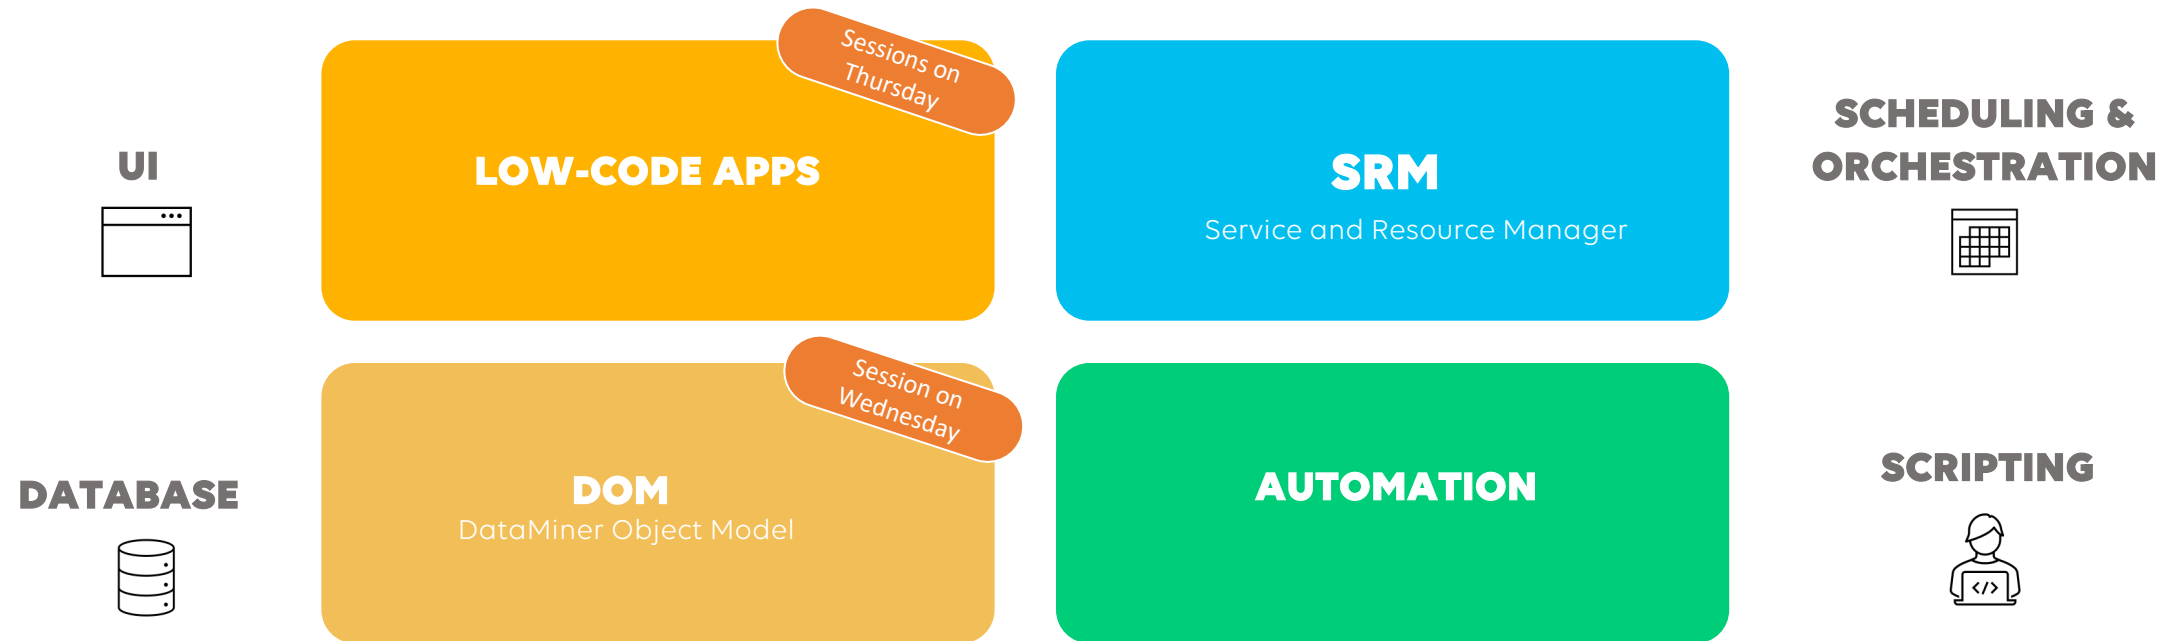 UI
LOW-CODE APPS
Sessions on
Thursday
SRM
Service and Resource Manager
SCHEDULING &
ORCHESTRATION
DATABASE
DOM
DataMiner Object Model
Session on
Wednesday
AUTOMATION
SCRIPTING